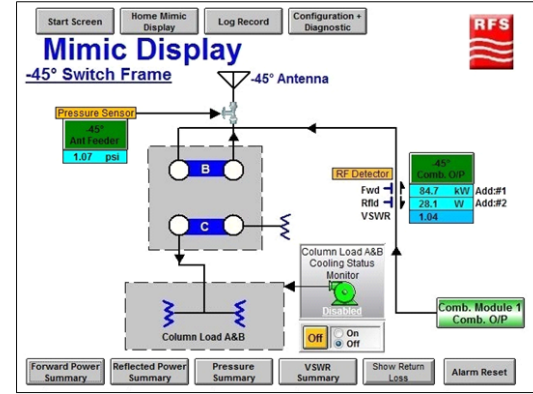 Start Screen
Home Mimic
Display
Log Record
Configuration +
Diagnostic
RFS
Mimic Display
-45° Switch Frame
-45° Antenna
Pressure Sensor
-45°
Ant Feeder
1.07 psi
B
C
RF Detector
-45°
Comb. O/P
Fwd 84.7 kW Add:#1
Rfld 28.1 W Add:#2
VSWR 1.04
Column Load A&B
Cooling Status
Monitor
Disabled
Off
On
Off
Column Load A&B
Comb. Module 1
Comb. O/P
Forward Power
Summary
Reflected Power
Summary
Pressure
Summary
VSWR
Summary
Show Return
Loss
Alarm Reset